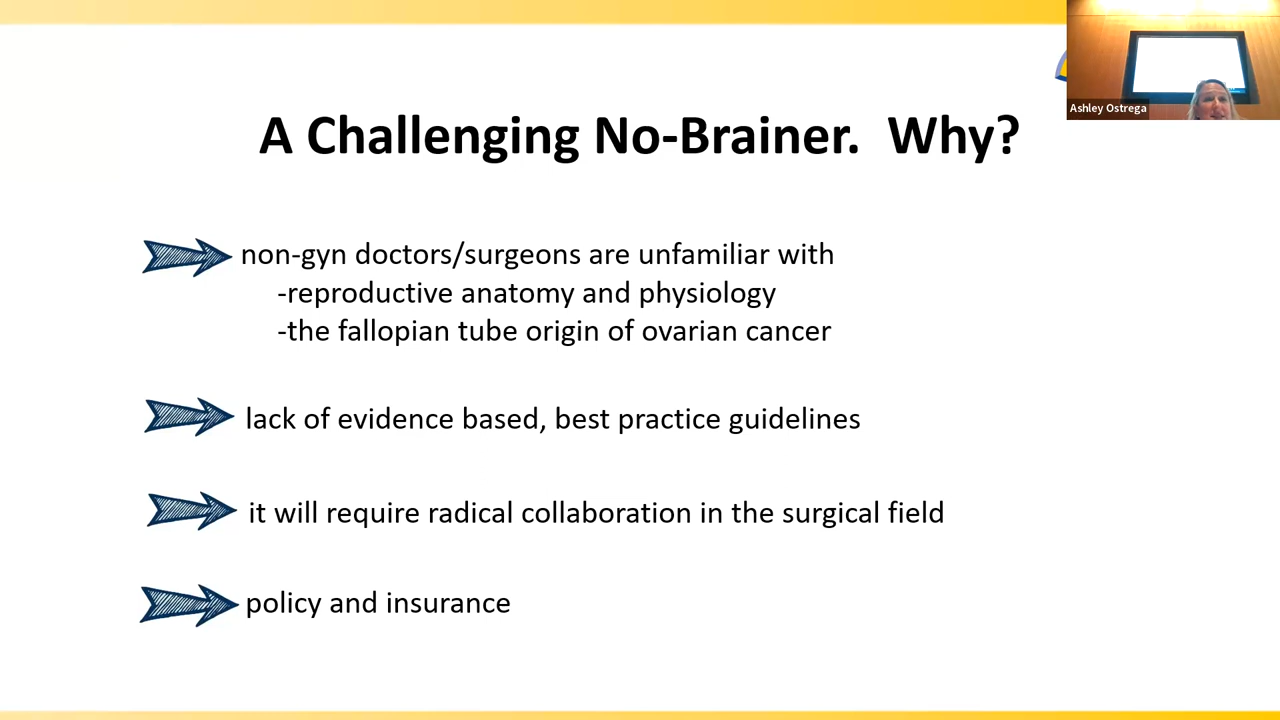 Ashley Ostrega
A Challenging No-Brainer.  Why?
non-gyn doctors/surgeons are unfamiliar with
-reproductive anatomy and physiology
-the fallopian tube origin of ovarian cancer
lack of evidence based, best practice guidelines
it will require radical collaboration in the surgical field
policy and insurance